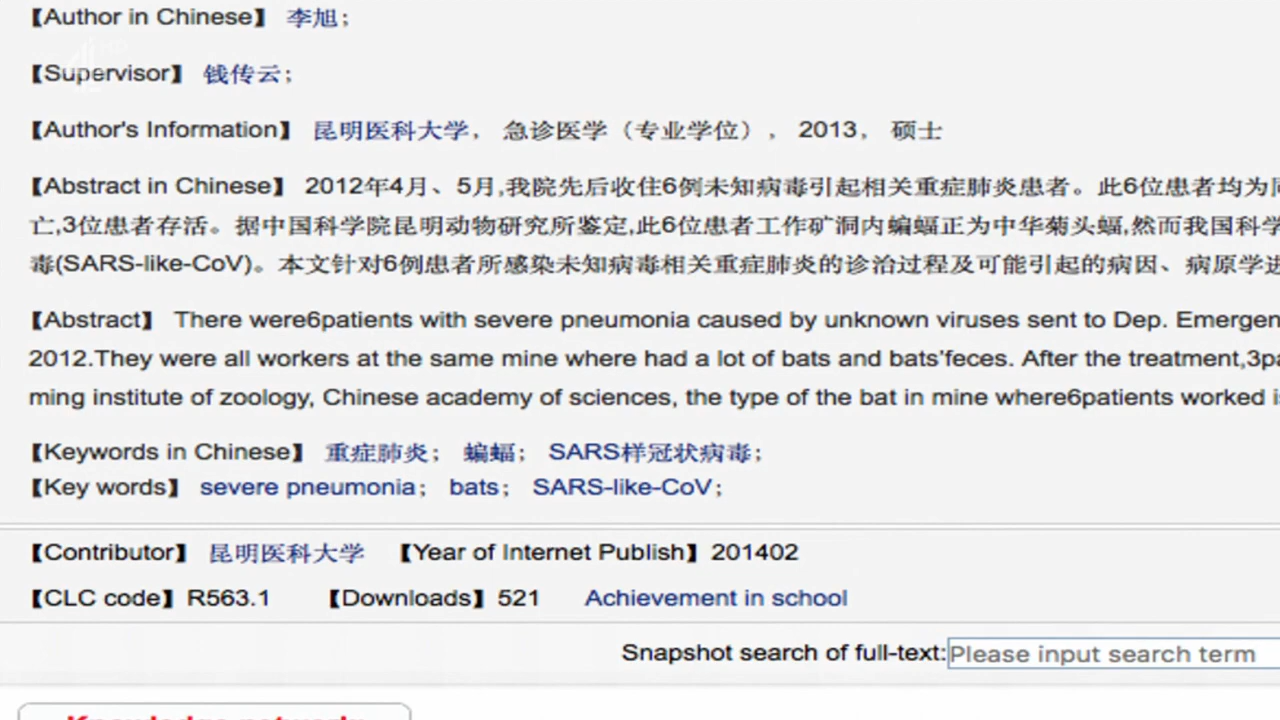 【Author in Chinese】 李旭;
【Supervisor】 钱传云;
【Author's Information】 昆明医科大学， 急诊医学（专业学位）， 2013， 硕士
【Abstract in Chinese】 2012年4月、5月,我院先后收住6例未知病毒引起相关重症肺炎患者。此6位患者均为同
亡,3位患者存活。据中国科学院昆明动物研究所鉴定,此6位患者工作矿洞内蝙蝠正为中华菊头蝠,然而我国科学
毒(SARS-like-CoV)。本文针对6例患者所感染未知病毒相关重症肺炎的诊治过程及可能引起的病因、病原学进
【Abstract】 There were6patients with severe pneumonia caused by unknown viruses sent to Dep. Emergen
2012.They were all workers at the same mine where had a lot of bats and bats'feces. After the treatment,3pa
ming institute of zoology, Chinese academy of sciences, the type of the bat in mine where6patients worked i
【Keywords in Chinese】 重症肺炎; 蝙蝠; SARS样冠状病毒;
【Key words】 severe pneumonia; bats; SARS-like-CoV;
【Contributor】 昆明医科大学 【Year of Internet Publish】 201402
【CLC code】 R563.1 【Downloads】 521 Achievement in school
Snapshot search of full-text: Please input search term
Knowledge network